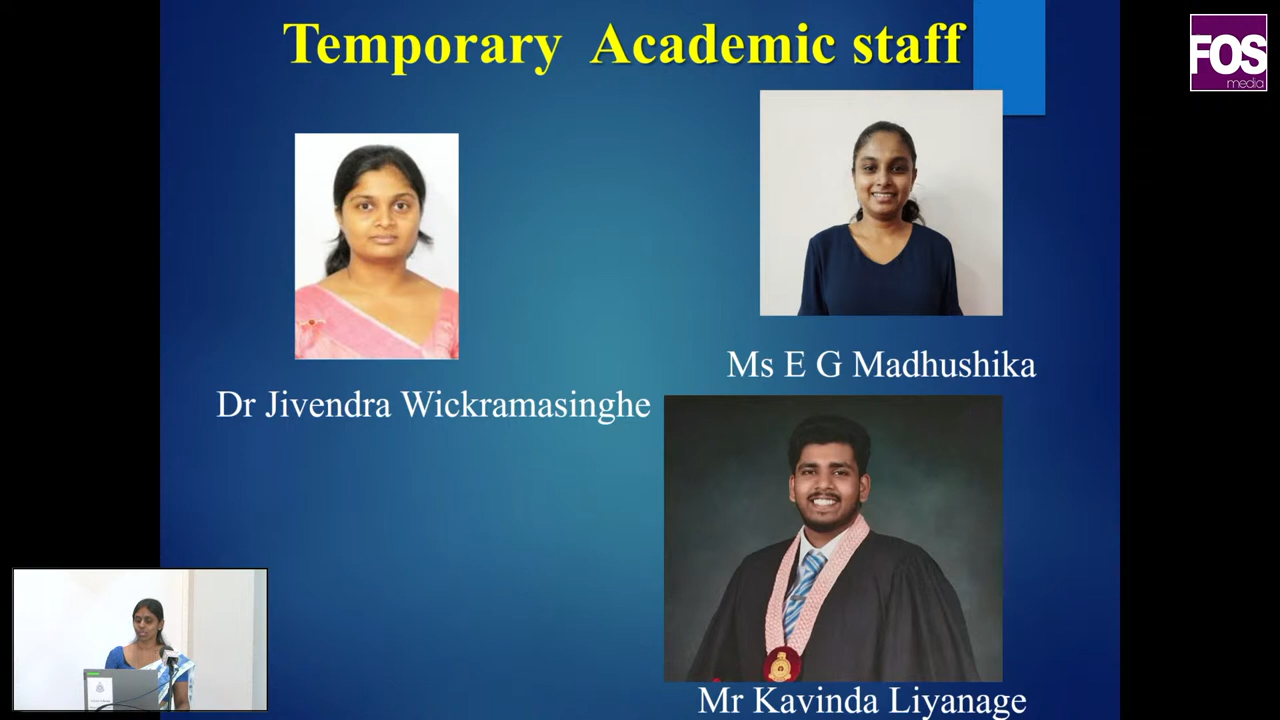 Temporary Academic staff
FOS
media
Ms E G Madhushika
Dr Jivendra Wickramasinghe
Mr Kavinda Liyanage